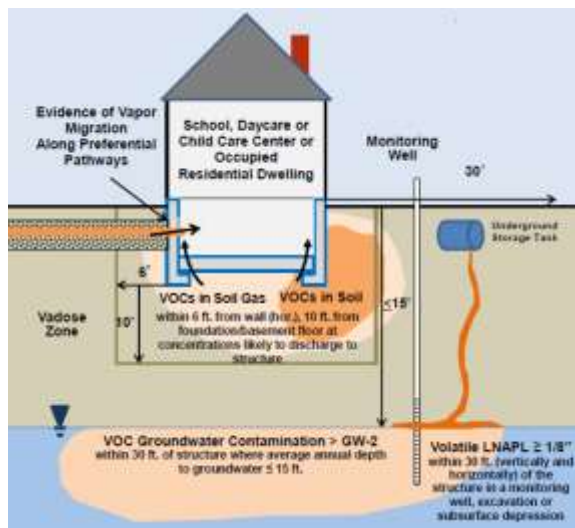 Evidence of Vapor
Migration
Along Preferential
Pathways
School, Daycare or
Child Care Center or
Occupied
Residential Dwelling
Monitoring
Well
30'
Underground
Storage Tank
6'
VOCs in Soil Gas
VOCs in Soil
within 6 ft. from wall (hor.), 10 ft. from
foundation/basement floor at
concentrations likely to discharge to
structure
10'
≤15'
Vadose
Zone
VOC Groundwater Contamination > GW-2
within 30 ft. of structure where average annual depth
to groundwater ≤ 15 ft.
Volatile LNAPL ≥ 1/8"
within 30 ft. (vertically and
horizontally) of the
structure in a monitoring
well, excavation or
subsurface depression